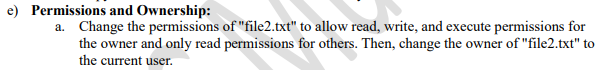 e) Permissions and Ownership:
a. Change the permissions of "file2.txt" to allow read, write, and execute permissions for
the owner and only read permissions for others. Then, change the owner of "file2.txt" to
the current user.